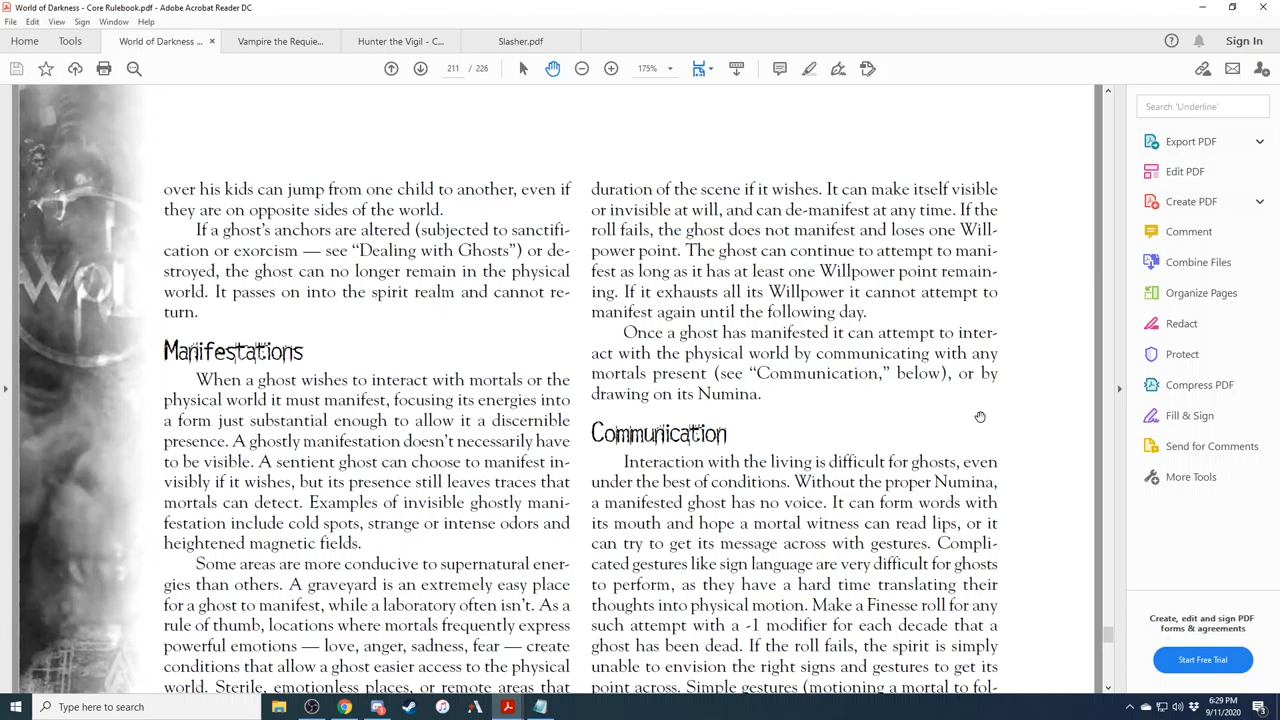 World of Darkness - Core Rulebook.pdf - Adobe Acrobat Reader DC
File Edit View Sign Window Help
Home Tools World of Darkness ... × Vampire the Requie... Hunter the Vigil - C... Slasher.pdf Sign In
211 / 226 175%
over his kids can jump from one child to another, even if
they are on opposite sides of the world.
If a ghost's anchors are altered (subjected to sanctifi-
cation or exorcism — see “Dealing with Ghosts”) or de-
stroyed, the ghost can no longer remain in the physical
world. It passes on into the spirit realm and cannot re-
turn.
Manifestations
When a ghost wishes to interact with mortals or the
physical world it must manifest, focusing its energies into
a form just substantial enough to allow it a discernible
presence. A ghostly manifestation doesn't necessarily have
to be visible. A sentient ghost can choose to manifest in-
visibly if it wishes, but its presence still leaves traces that
mortals can detect. Examples of invisible ghostly mani-
festation include cold spots, strange or intense odors and
heightened magnetic fields.
Some areas are more conducive to supernatural ener-
gies than others. A graveyard is an extremely easy place
for a ghost to manifest, while a laboratory often isn't. As a
rule of thumb, locations where mortals frequently express
powerful emotions — love, anger, sadness, fear — create
conditions that allow a ghost easier access to the physical
world. Sterile, emotionless places, or remote areas that
duration of the scene if it wishes. It can make itself visible
or invisible at will, and can de-manifest at any time. If the
roll fails, the ghost does not manifest and loses one Will-
power point. The ghost can continue to attempt to mani-
fest as long as it has at least one Willpower point remain-
ing. If it exhausts all its Willpower it cannot attempt to
manifest again until the following day.
Once a ghost has manifested it can attempt to inter-
act with the physical world by communicating with any
mortals present (see “Communication,” below), or by
drawing on its Numina.
Communication
Interaction with the living is difficult for ghosts, even
under the best of conditions. Without the proper Numina,
a manifested ghost has no voice. It can form words with
its mouth and hope a mortal witness can read lips, or it
can try to get its message across with gestures. Compli-
cated gestures like sign language are very difficult for ghosts
to perform, as they have a hard time translating their
thoughts into physical motion. Make a Finesse roll for any
such attempt with a -1 modifier for each decade that a
ghost has been dead. If the roll fails, the spirit is simply
unable to envision the right signs and gestures to get its
point across. Simple gestures (motioning a mortal to fol-
Search 'Underline'
Export PDF
Edit PDF
Create PDF
Comment
Combine Files
Organize Pages
Redact
Protect
Compress PDF
Fill & Sign
Send for Comments
More Tools
Create, edit and sign PDF
forms & agreements
Start Free Trial
Type here to search
6:29 PM
9/11/2020
3